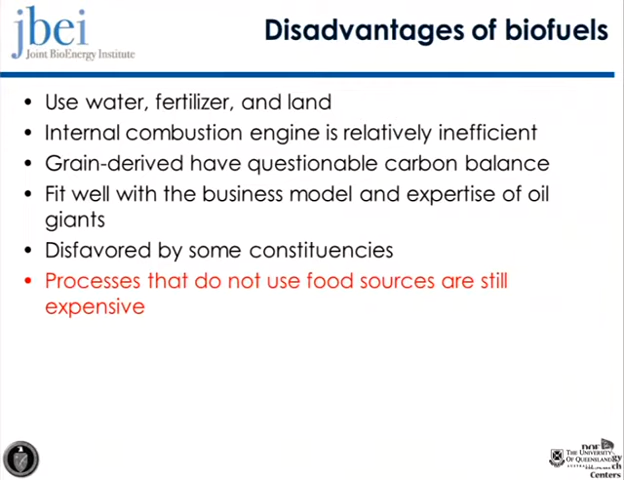 jbei
Joint BioEnergy Institute
Disadvantages of biofuels
• Use water, fertilizer, and land
• Internal combustion engine is relatively inefficient
• Grain-derived have questionable carbon balance
• Fit well with the business model and expertise of oil
giants
• Disfavored by some constituencies
• Processes that do not use food sources are still
expensive
THE UNIVERSITY
OF QUEENSLAND
Centers